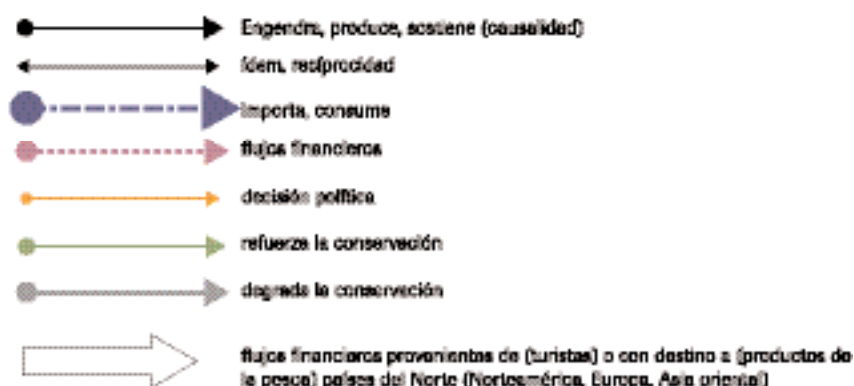 Engendra, produce, sostiene (causalidad)
ídem, reciprocidad
importa, consume
flujos financieros
decisión política
refuerza la conservación
degrada la conservación
flujos financieros provenientes de (turistas) o con destino a (productos de
la pesca) países del Norte (Norteamérica, Europa, Asia oriental)